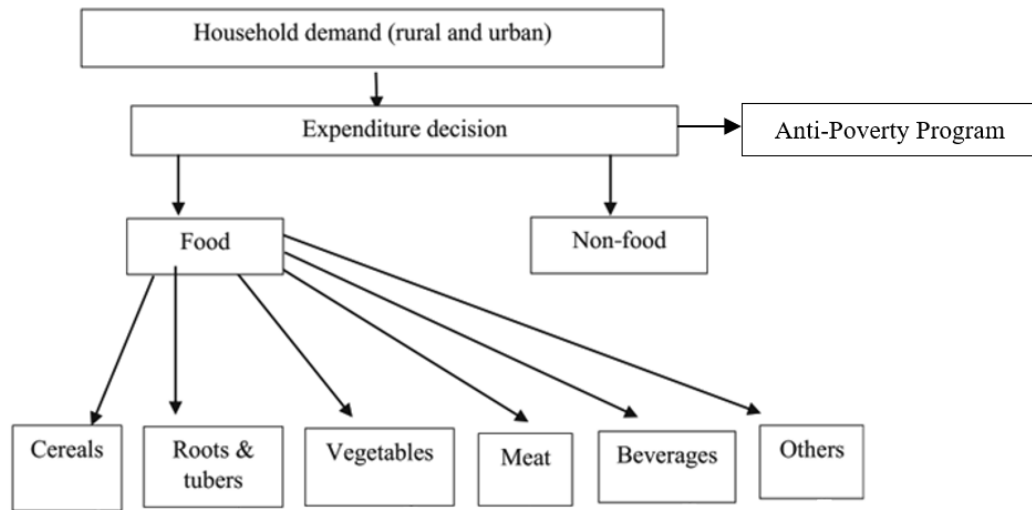 Household demand (rural and urban)
Expenditure decision
Anti-Poverty Program
Food
Non-food
Cereals
Roots &
tubers
Vegetables
Meat
Beverages
Others